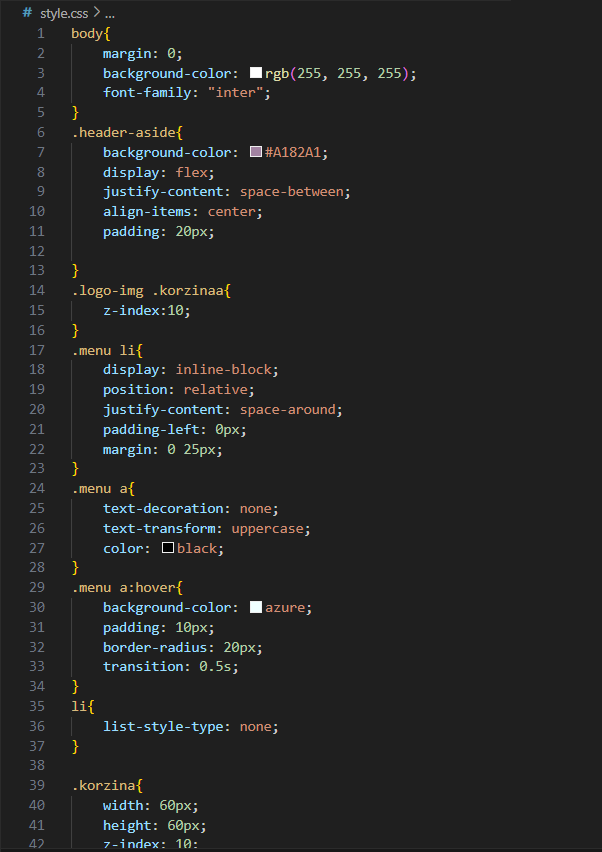 # style.css > ...
1 body{
2 margin: 0;
3 background-color: rgb(255, 255, 255);
4 font-family: "inter";
5 }
6 .header-aside{
7 background-color: #A182A1;
8 display: flex;
9 justify-content: space-between;
10 align-items: center;
11 padding: 20px;
12
13 }
14 .logo-img .korzinaa{
15 z-index:10;
16 }
17 .menu li{
18 display: inline-block;
19 position: relative;
20 justify-content: space-around;
21 padding-left: 0px;
22 margin: 0 25px;
23 }
24 .menu a{
25 text-decoration: none;
26 text-transform: uppercase;
27 color: black;
28 }
29 .menu a:hover{
30 background-color: azure;
31 padding: 10px;
32 border-radius: 20px;
33 transition: 0.5s;
34 }
35 li{
36 list-style-type: none;
37 }
38
39 .korzina{
40 width: 60px;
41 height: 60px;
42 z-index: 10;